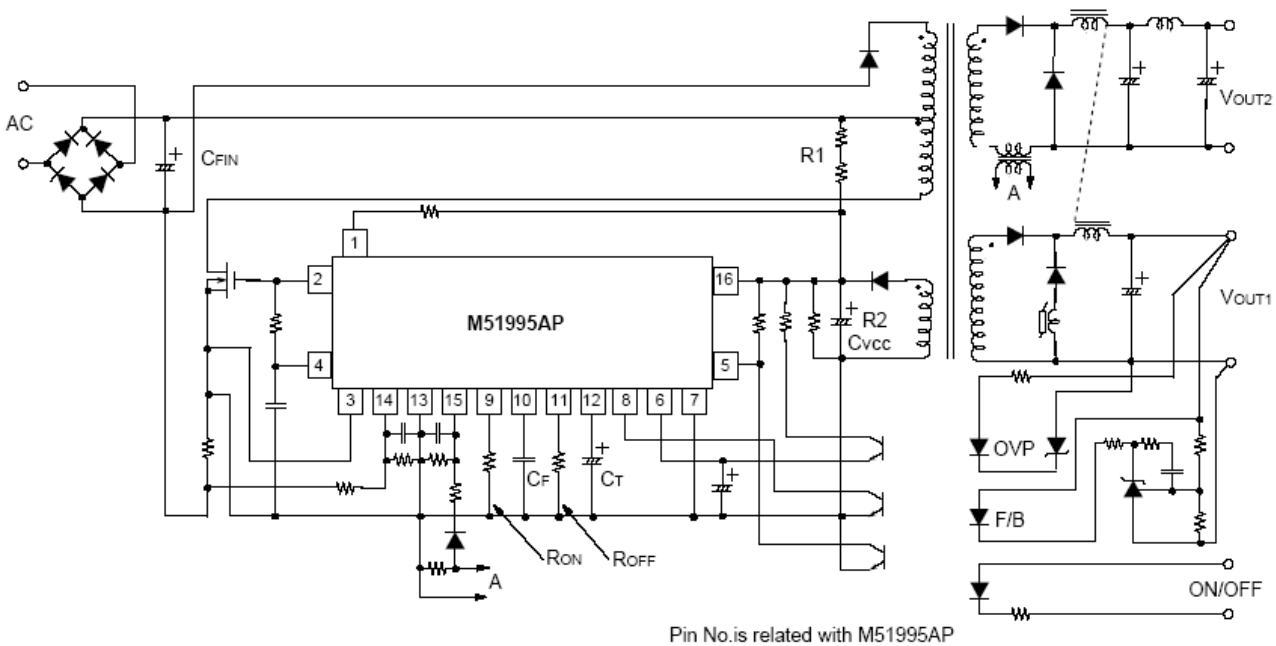 AC
+
CFIN
R1
+
+
VOUT2
A
1
2
16
M51995AP
+
R2
CVCC
+
VOUT1
4
5
3
14
13
15
9
10
11
12
8
6
7
CF
+
CT
+
OVP
F/B
RON
ROFF
A
ON/OFF
Pin No.is related with M51995AP